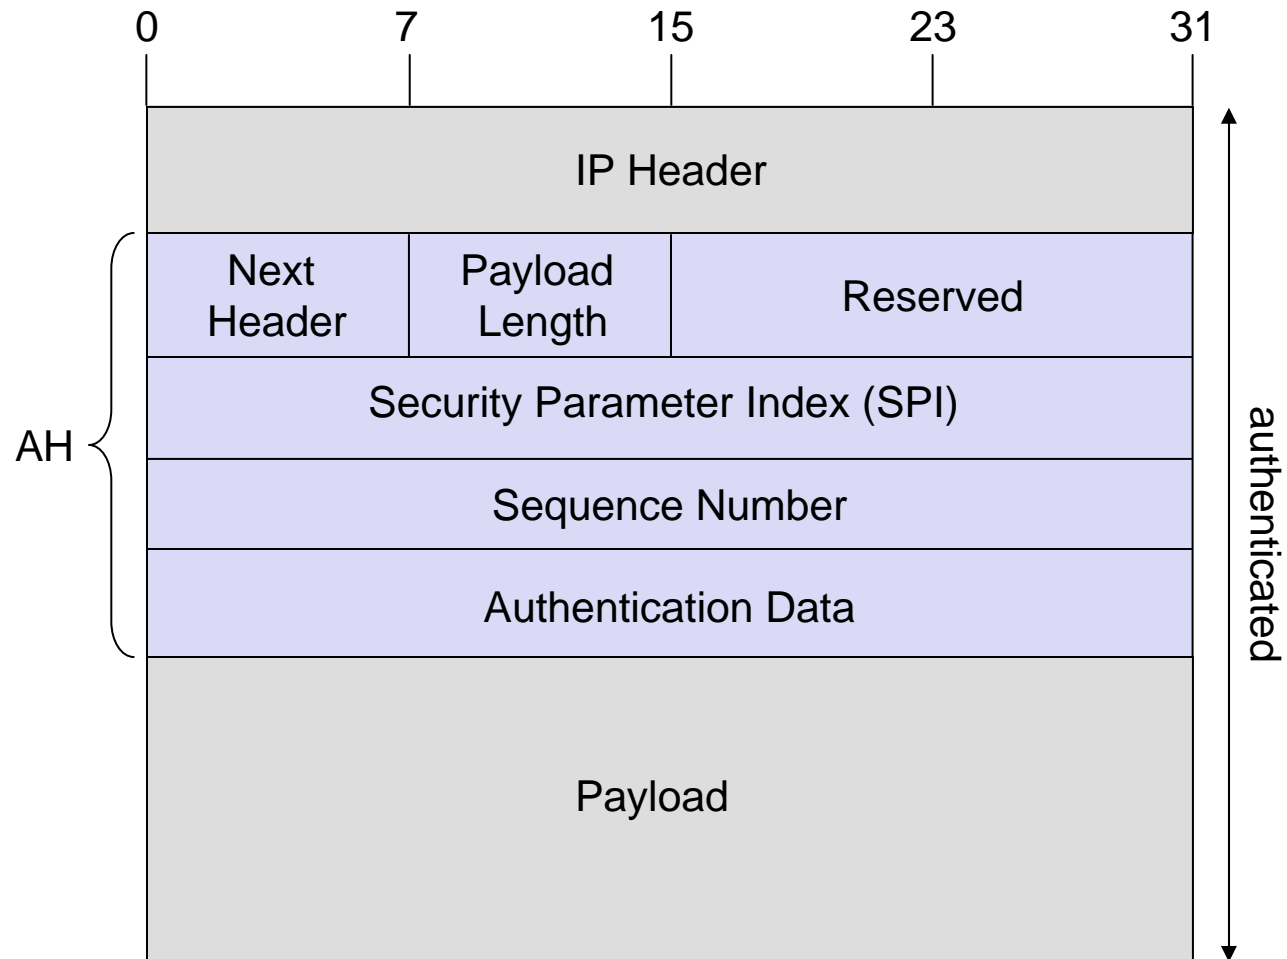 0 7 15 23 31
IP Header
Next
Header
Payload
Length
Reserved
Security Parameter Index (SPI)
AH
Sequence Number
Authentication Data
Payload
authenticated